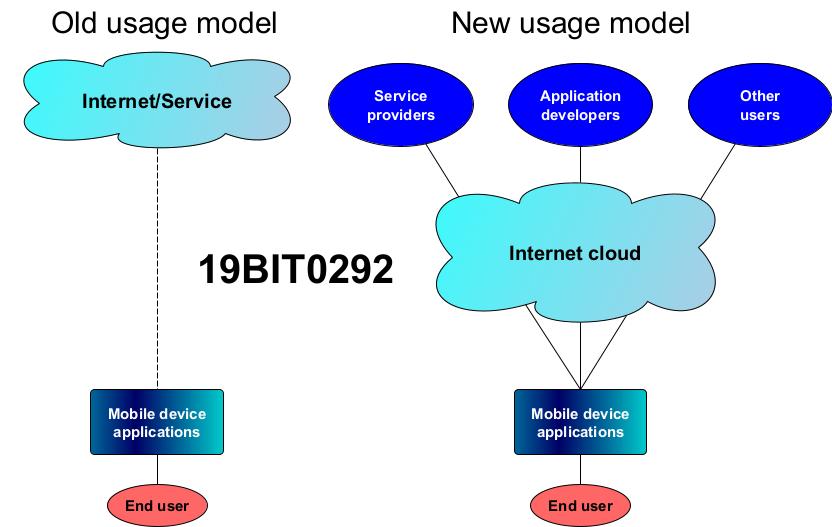 Old usage model
New usage model
Internet/Service
Service
providers
Application
developers
Other
users
Internet cloud
19BIT0292
Mobile device
applications
Mobile device
applications
End user
End user